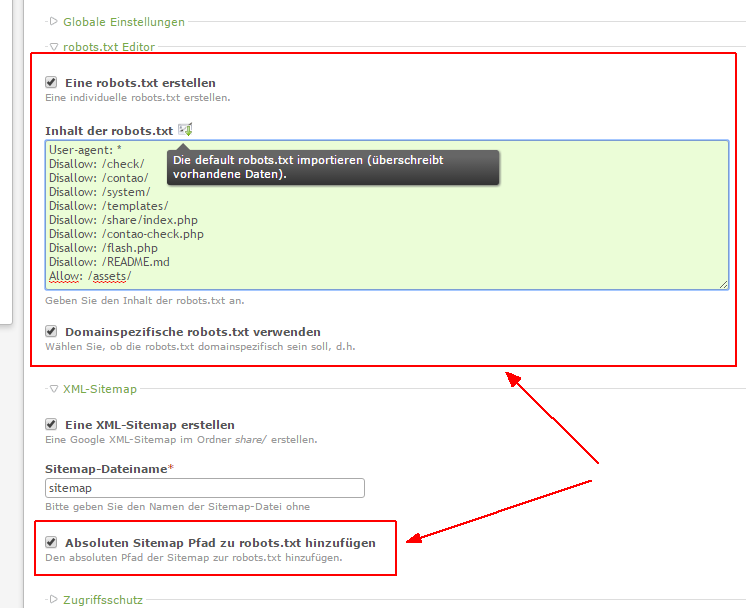 Globale Einstellungen
robots.txt Editor
Eine robots.txt erstellen
Eine individuelle robots.txt erstellen.
Inhalt der robots.txt
Die default robots.txt importieren (überschreibt
vorhandene Daten).
User-agent: *
Disallow: /check/
Disallow: /contao/
Disallow: /system/
Disallow: /templates/
Disallow: /share/index.php
Disallow: /contao-check.php
Disallow: /flash.php
Disallow: /README.md
Allow: /assets/
Geben Sie den Inhalt der robots.txt an.
Domainspezifische robots.txt verwenden
Wählen Sie, ob die robots.txt domainspezifisch sein soll, d.h.
XML-Sitemap
Eine XML-Sitemap erstellen
Eine Google XML-Sitemap im Ordner share/ erstellen.
Sitemap-Dateiname*
sitemap
Bitte geben Sie den Namen der Sitemap-Datei ohne
Absoluten Sitemap Pfad zu robots.txt hinzufügen
Den absoluten Pfad der Sitemap zur robots.txt hinzufügen.
Zugriffsschutz